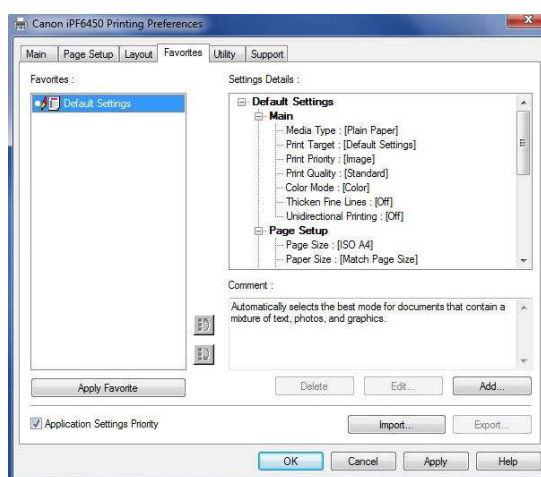 Canon iPF6450 Printing Preferences
Main Page Setup Layout Favorites Utility Support
Favorites :
Default Settings
Settings Details :
Default Settings
Main
Media Type : [Plain Paper]
Print Target : [Default Settings]
Print Priority : [Image]
Print Quality : [Standard]
Color Mode : [Color]
Thicken Fine Lines : [Off]
Unidirectional Printing : [Off]
Page Setup
Page Size : [ISO A4]
Paper Size : [Match Page Size]
Comment :
Automatically selects the best mode for documents that contain a
mixture of text, photos, and graphics.
Apply Favorite
Delete Edit... Add...
Application Settings Priority
Import... Export...
OK Cancel Apply Help